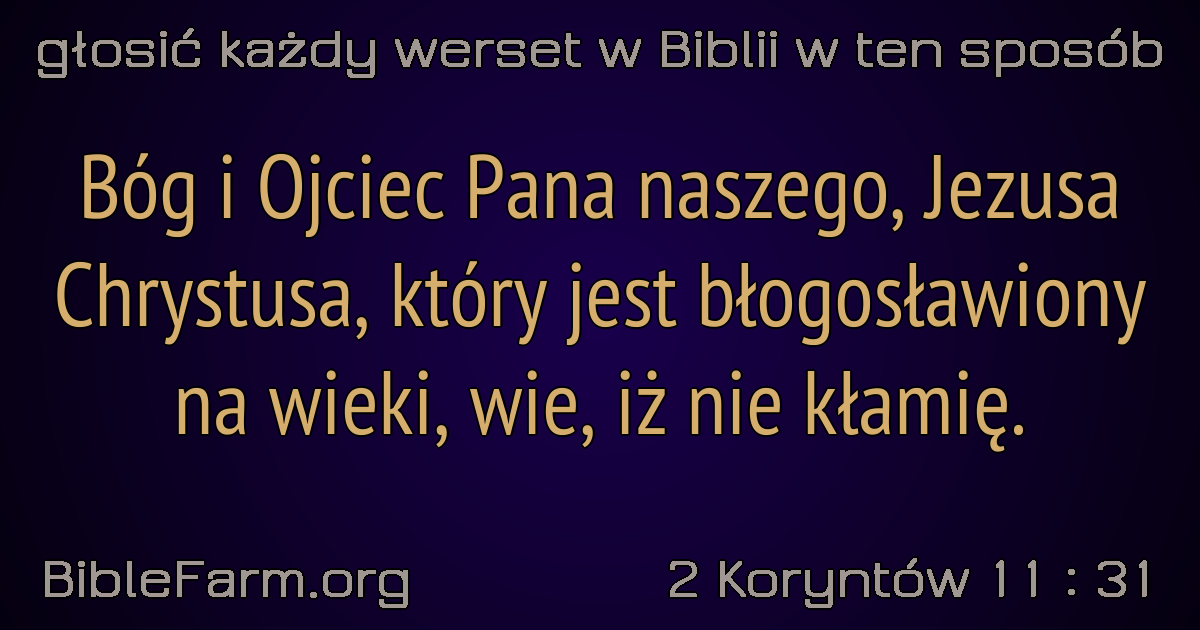 głosić każdy werset w Biblii w ten sposób
Bóg i Ojciec Pana naszego, Jezusa
Chrystusa, który jest błogosławiony
na wieki, wie, iż nie kłamię.
BibleFarm.org
2 Koryntów 11 : 31